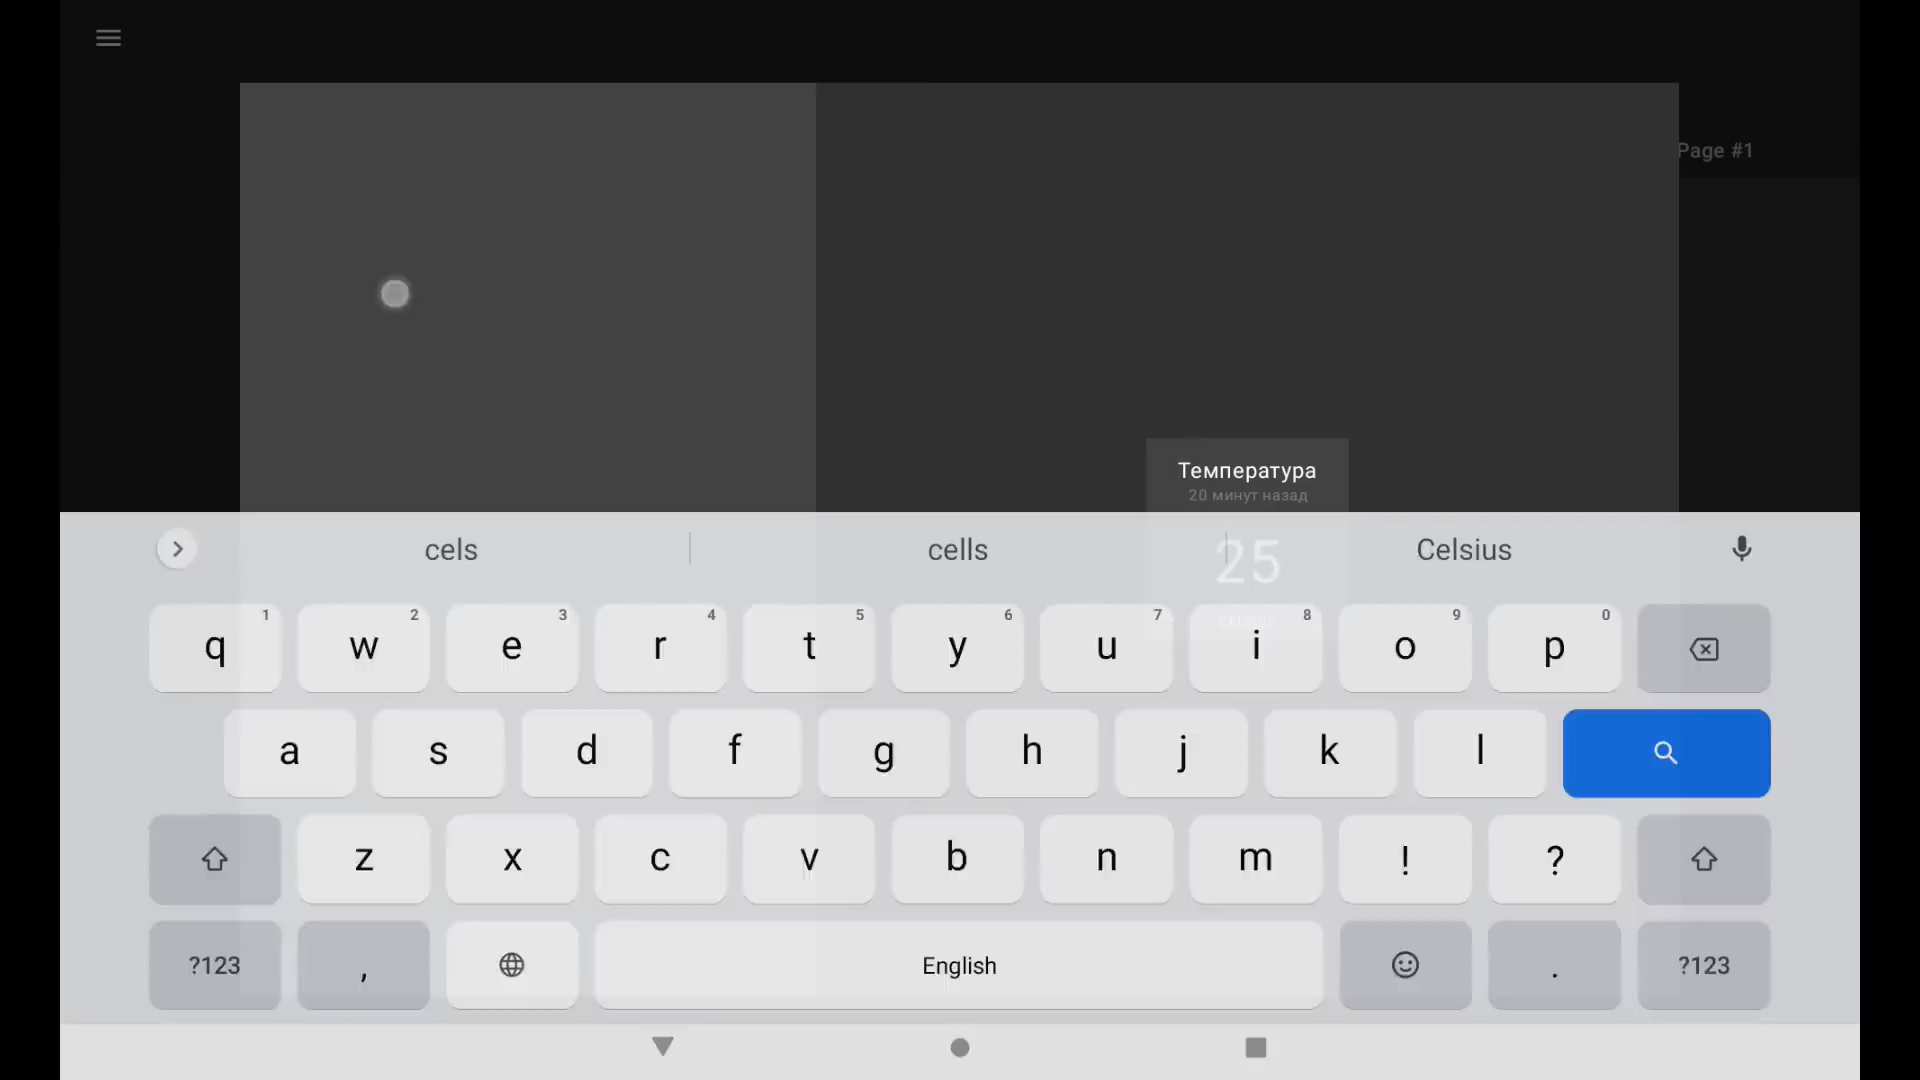 Page #1
Температура
20 минут назад
cels cells Celsius
25
q 1 w 2 e 3 r 4 t 5 y 6 u 7 i 8 o 9 p 0
a s d f g h j k l
z x c v b n m ! ?
?123 , English . ?123